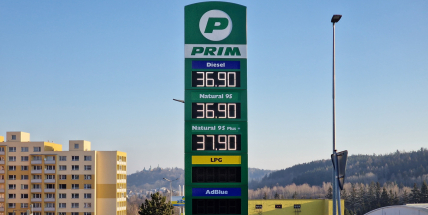 P
PRIM
Diesel
36.90
Natural 95
36.90
Natural 95 Plus +
37.90
LPG
AdBlue